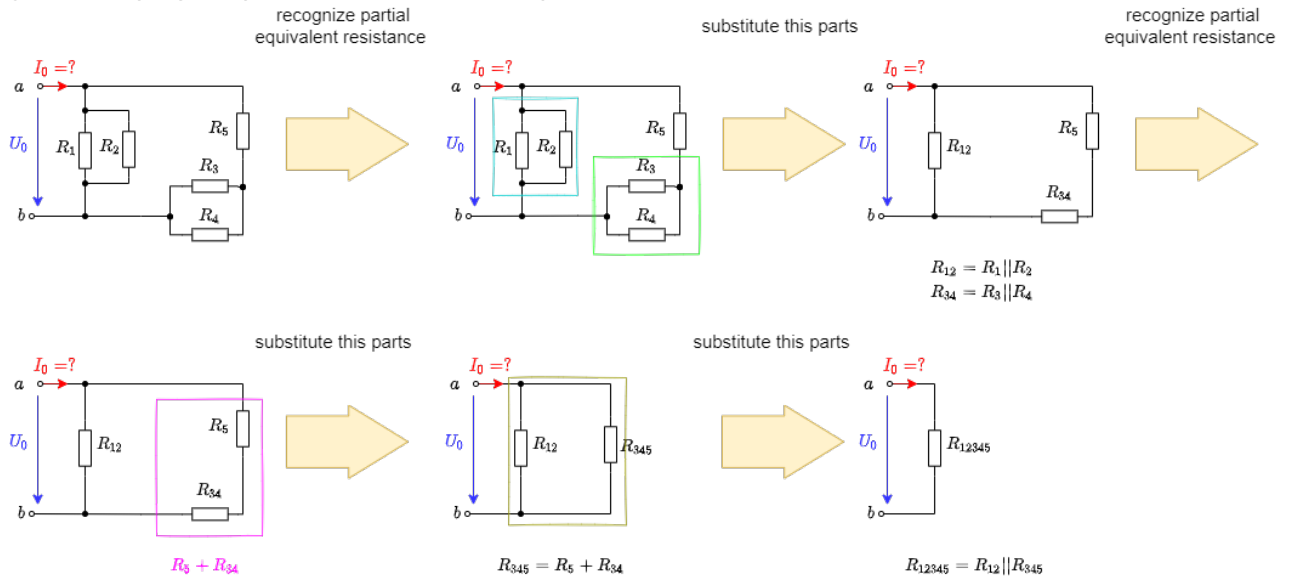 recognize partial
equivalent resistance
substitute this parts
recognize partial
equivalent resistance
I₀ =?
a
U₀
R₁
R₂
R₅
R₃
R₄
b
I₀ =?
a
U₀
R₁
R₂
R₅
R₃
R₄
b
I₀ =?
a
U₀
R₁₂
R₅
R₃₄
b
R₁₂ = R₁||R₂
R₃₄ = R₃||R₄
substitute this parts
substitute this parts
I₀ =?
a
U₀
R₁₂
R₅
R₃₄
b
R₅ + R₃₄
I₀ =?
a
U₀
R₁₂
R₃₄₅
b
R₃₄₅ = R₅ + R₃₄
I₀ =?
a
U₀
R₁₂₃₄₅
b
R₁₂₃₄₅ = R₁₂||R₃₄₅